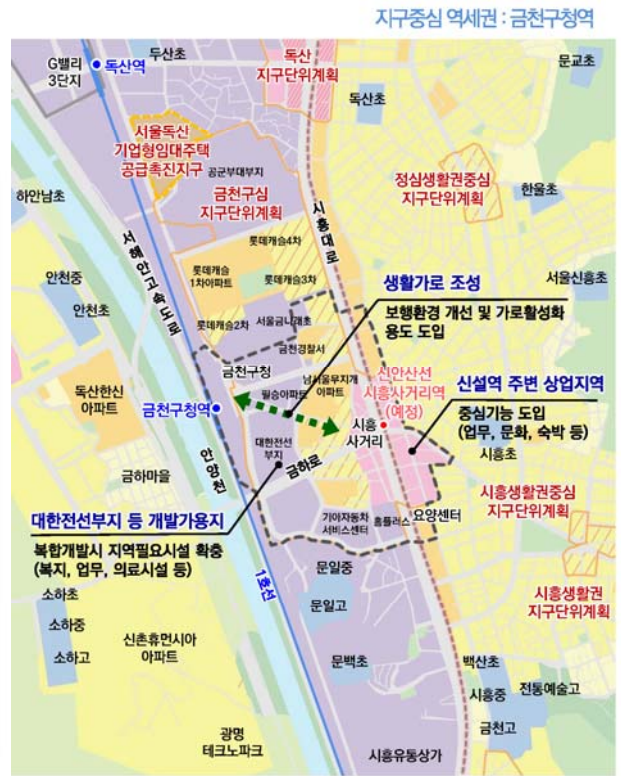 지구중심 역세권 : 금천구청역
G밸리
3단지
독산역
두산초
독산
지구단위계획
문교초
독산초
서울독산
기업형임대주택
공급촉진지구
공군부대부지
금천구심
지구단위계획
정심생활권중심
지구단위계획
한울초
하안남초
시흥대로
서해안고속도로
롯데캐슬4차
안천중
안천초
롯데캐슬
1차아파트
롯데캐슬3차
생활가로 조성
보행환경 개선 및 가로활성화
용도 도입
서울신흥초
롯데캐슬2차
서울금나래초
금천경찰서
금천구청
독산한신
아파트
금천구청역
필승아파트
남서울무지개
아파트
신안산선
시흥사거리역
(예정)
신설역 주변 상업지역
중심기능 도입
(업무, 문화, 숙박 등)
시흥
사거리
시흥초
대한전선
부지
금하로
안양천
금하마을
시흥생활권중심
지구단위계획
대한전선부지 등 개발가용지
복합개발시 지역필요시설 확충
(복지, 업무, 의료시설 등)
기아자동차
서비스센터
홈플러스
요양센터
1호선
문일중
문일고
시흥생활권
지구단위계획
소하초
소하중
소하고
신촌휴먼시아
아파트
문백초
백산초
시흥중
전통예술고
금천고
광명
테크노파크
시흥유통상가